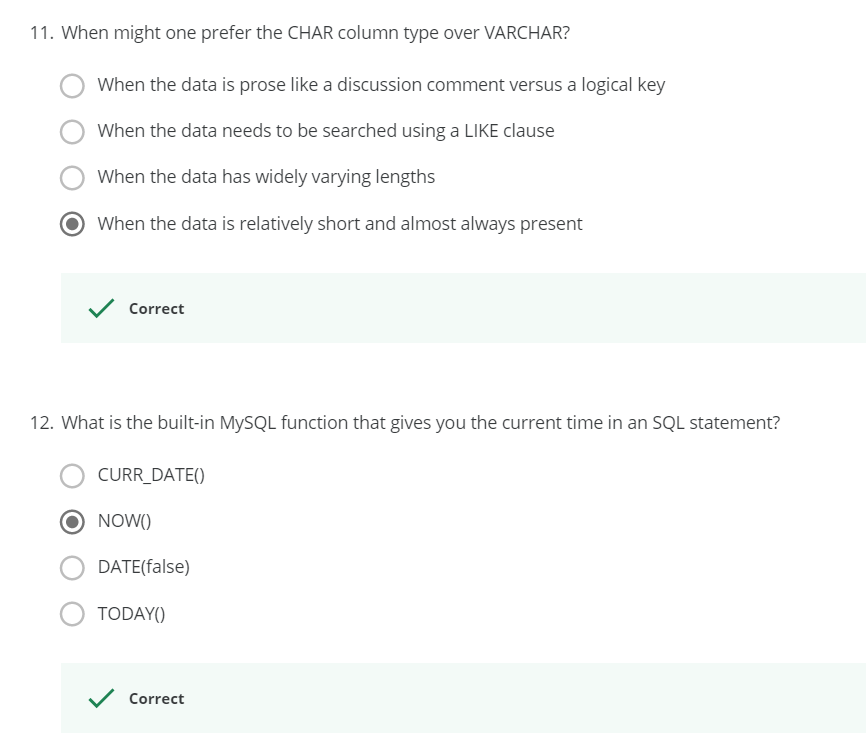 11. When might one prefer the CHAR column type over VARCHAR?
When the data is prose like a discussion comment versus a logical key
When the data needs to be searched using a LIKE clause
When the data has widely varying lengths
When the data is relatively short and almost always present
Correct
12. What is the built-in MySQL function that gives you the current time in an SQL statement?
CURR_DATE()
NOW()
DATE(false)
TODAY()
Correct